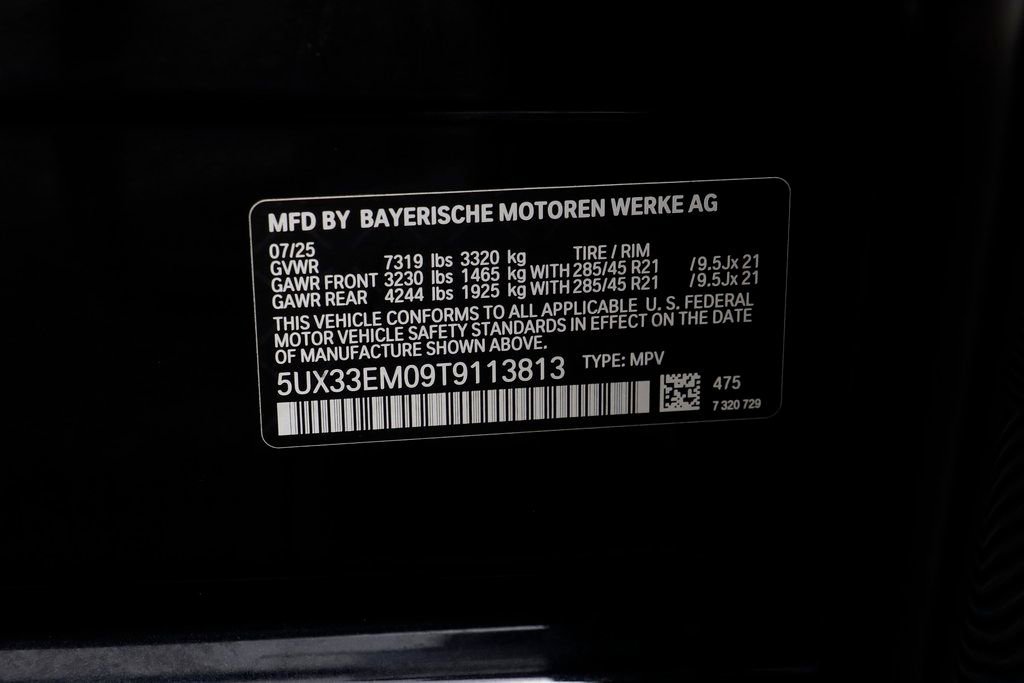 MFD BY BAYERISCHE MOTOREN WERKE AG
07/25 TIRE / RIM
GVWR 7319 lbs 3320 kg
GAWR FRONT 3230 lbs 1465 kg WITH 285/45 R21 /9.5Jx 21
GAWR REAR 4244 lbs 1925 kg WITH 285/45 R21 /9.5Jx 21
THIS VEHICLE CONFORMS TO ALL APPLICABLE U. S. FEDERAL
MOTOR VEHICLE SAFETY STANDARDS IN EFFECT ON THE DATE
OF MANUFACTURE SHOWN ABOVE.
TYPE: MPV
5UX33EM09T9113813
475
7 320 729